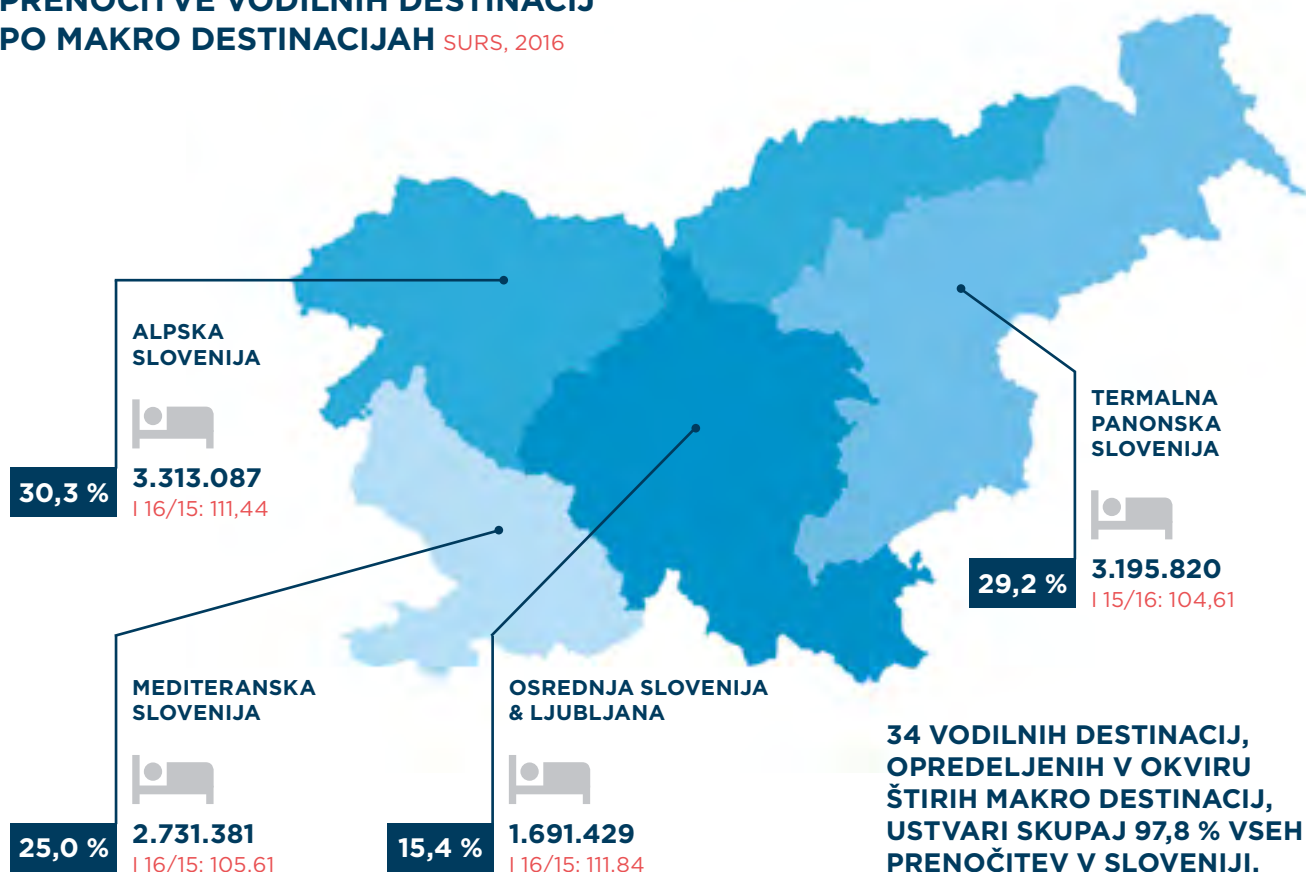 PRENOČITVE VODILNIH DESTINACIJ
PO MAKRO DESTINACIJAH SURS, 2016
ALPSKA
SLOVENIJA
30,3 %
3.313.087
I 16/15: 111,44
TERMALNA
PANONSKA
SLOVENIJA
29,2 %
3.195.820
I 15/16: 104,61
MEDITERANSKA
SLOVENIJA
25,0 %
2.731.381
I 16/15: 105,61
OSREDNJA SLOVENIJA
& LJUBLJANA
15,4 %
1.691.429
I 16/15: 111,84
34 VODILNIH DESTINACIJ,
OPREDELJENIH V OKVIRU
ŠTIRIH MAKRO DESTINACIJ,
USTVARI SKUPAJ 97,8 % VSEH
PRENOČITEV V SLOVENIJI.